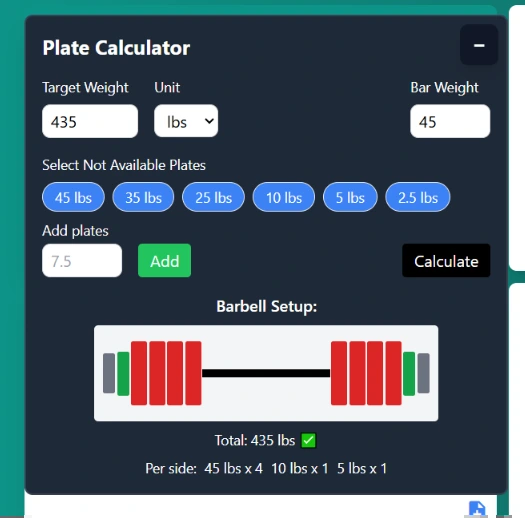 Plate Calculator −
Target Weight Unit Bar Weight
435 lbs 45
Select Not Available Plates
45 lbs 35 lbs 25 lbs 10 lbs 5 lbs 2.5 lbs
Add plates
7.5 Add Calculate
Barbell Setup:
Total: 435 lbs ✅
Per side: 45 lbs x 4 10 lbs x 1 5 lbs x 1